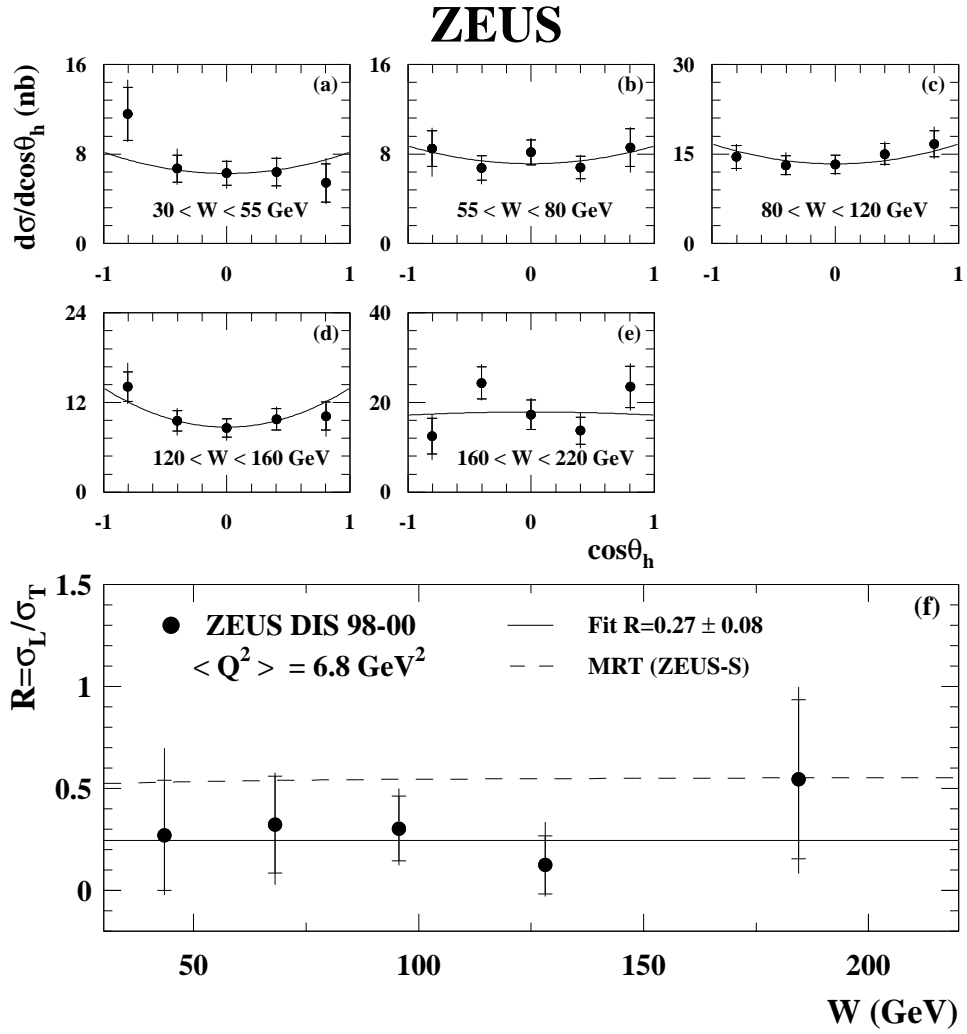 ZEUS
dσ/dcosθh (nb)
16
8
0
(a)
30 < W < 55 GeV
-1
0
1
16
8
0
(b)
55 < W < 80 GeV
-1
0
1
30
15
0
(c)
80 < W < 120 GeV
-1
0
1
24
12
0
(d)
120 < W < 160 GeV
-1
0
1
40
20
0
(e)
160 < W < 220 GeV
-1
0
1
cosθh
R=σL/σT
1.5
1
0.5
0
(f)
ZEUS DIS 98-00
< Q² > = 6.8 GeV²
Fit R=0.27 ± 0.08
MRT (ZEUS-S)
50
100
150
200
W (GeV)